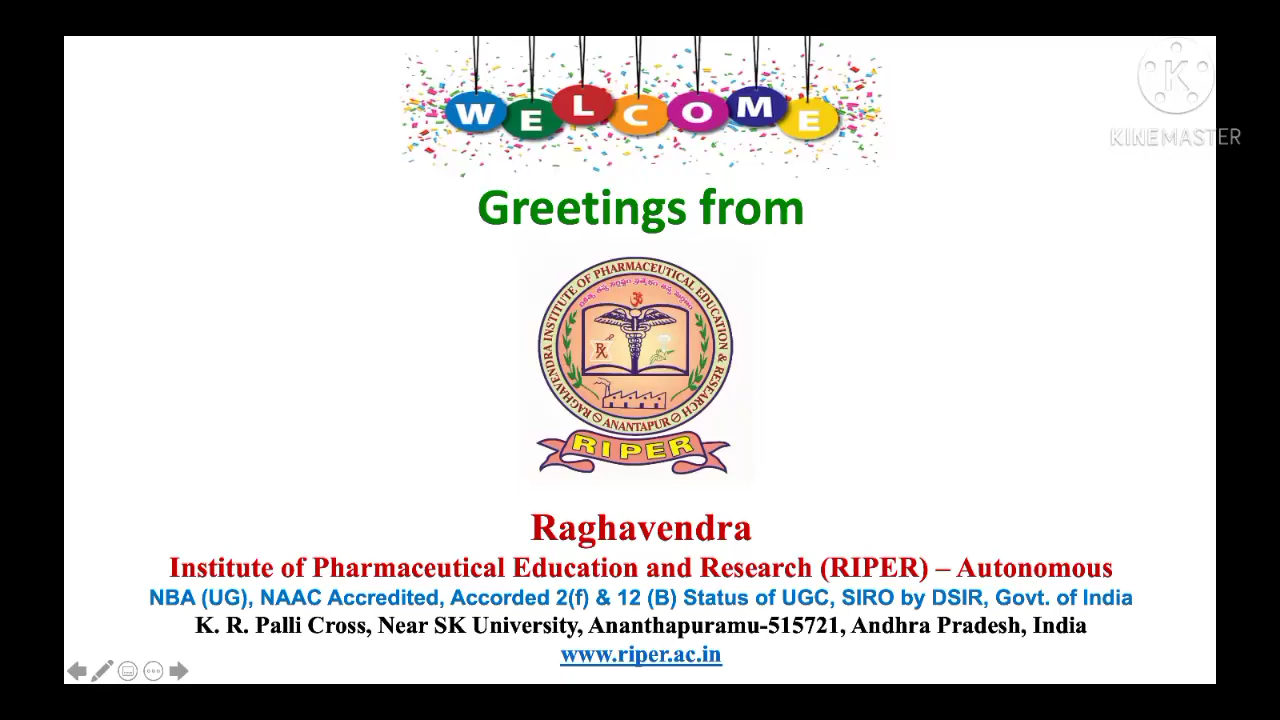 WELCOME
KINEMASTER
Greetings from
RAGHAVENDRA INSTITUTE OF PHARMACEUTICAL EDUCATION & RESEARCH
ॐ
Rx
ANANTAPUR
RIPER
Raghavendra
Institute of Pharmaceutical Education and Research (RIPER) – Autonomous
NBA (UG), NAAC Accredited, Accorded 2(f) & 12 (B) Status of UGC, SIRO by DSIR, Govt. of India
K. R. Palli Cross, Near SK University, Ananthapuramu-515721, Andhra Pradesh, India
www.riper.ac.in